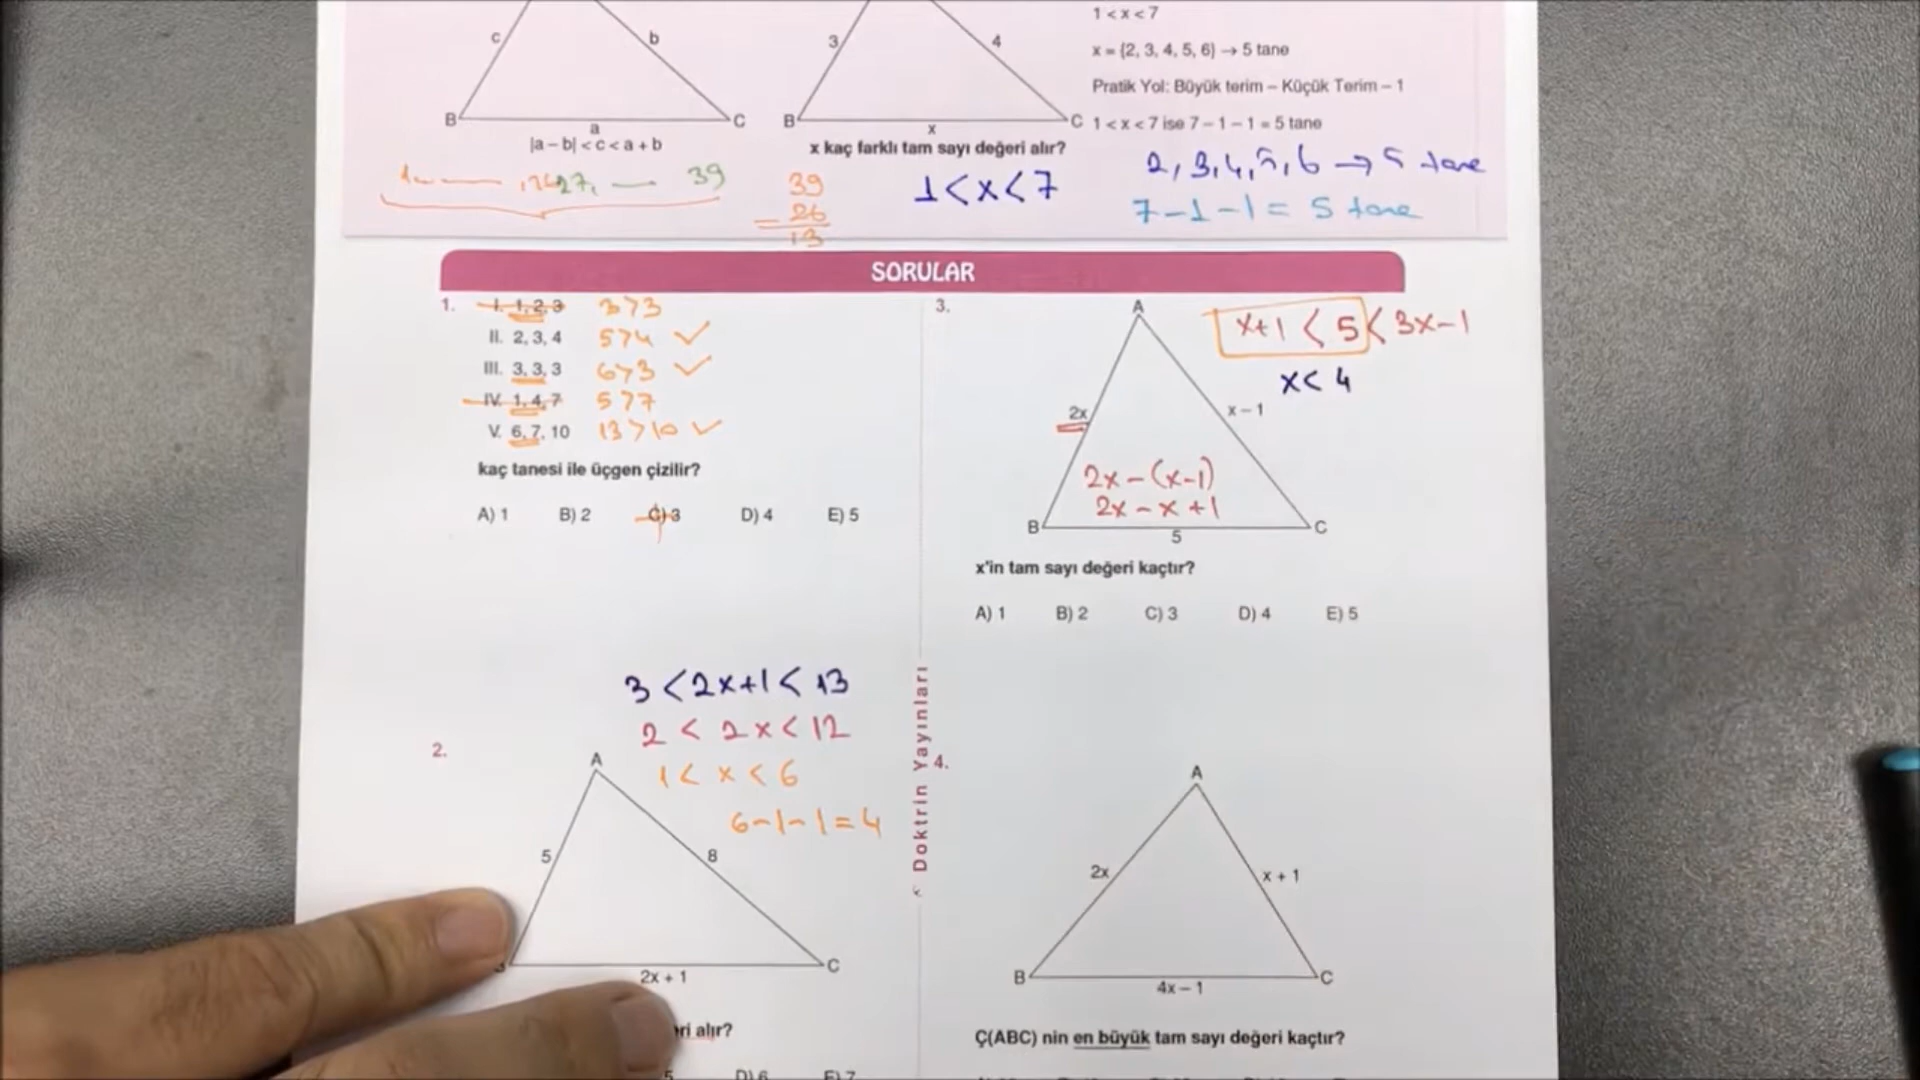 c
b
B
a
C
|a – b| < c < a + b
3
4
B
x
C
x kaç farklı tam sayı değeri alır?
1 < x < 7
1 < x < 7
x = {2, 3, 4, 5, 6} → 5 tane
Pratik Yol: Büyük terim – Küçük Terim – 1
1 < x < 7 ise 7 – 1 – 1 = 5 tane
2, 3, 4, 5, 6 → 5 tane
7 – 1 – 1 = 5 tane
27, — 39
39
– 26
13
SORULAR
1.
I. 1, 2, 3 3 > 3
II. 2, 3, 4 5 > 4 ✓
III. 3, 3, 3 6 > 3 ✓
IV. 1, 4, 7 5 > 7
V. 6, 7, 10 13 > 10 ✓
kaç tanesi ile üçgen çizilir?
A) 1 B) 2 C) 3 D) 4 E) 5
2.
3 < 2x+1 < 13
2 < 2x < 12
1 < x < 6
6 – 1 – 1 = 4
A
5
8
C
2x + 1
alır?
D) 6 E) 7
Doktrin Yayınları
3.
A
x+1 < 5 < 3x–1
x < 4
2x
x – 1
2x – (x–1)
2x – x + 1
B
5
C
x'in tam sayı değeri kaçtır?
A) 1 B) 2 C) 3 D) 4 E) 5
4.
A
2x
x + 1
B
4x – 1
C
Ç(ABC) nin en büyük tam sayı değeri kaçtır?